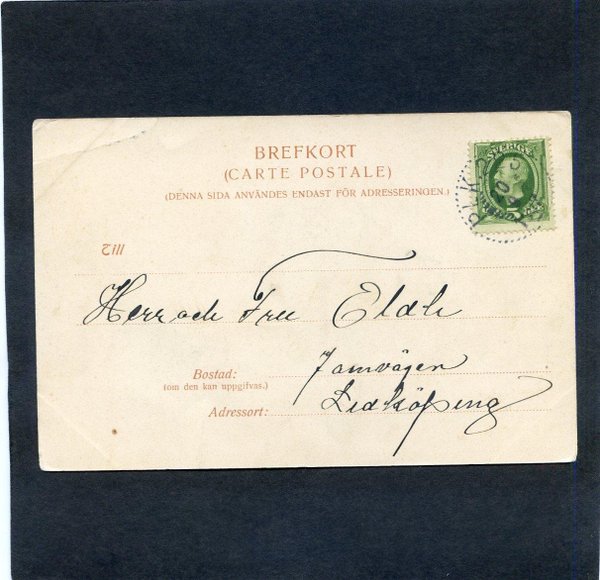 BREFKORT
(CARTE POSTALE)
(DENNA SIDA ANVÄNDES ENDAST FÖR ADRESSERINGEN.)
SVERIGE
Till
Herr och Fru Eldh
Bostad:
Jarnvägen
(om den kan uppgifvas.)
Adressort:
Lidköping